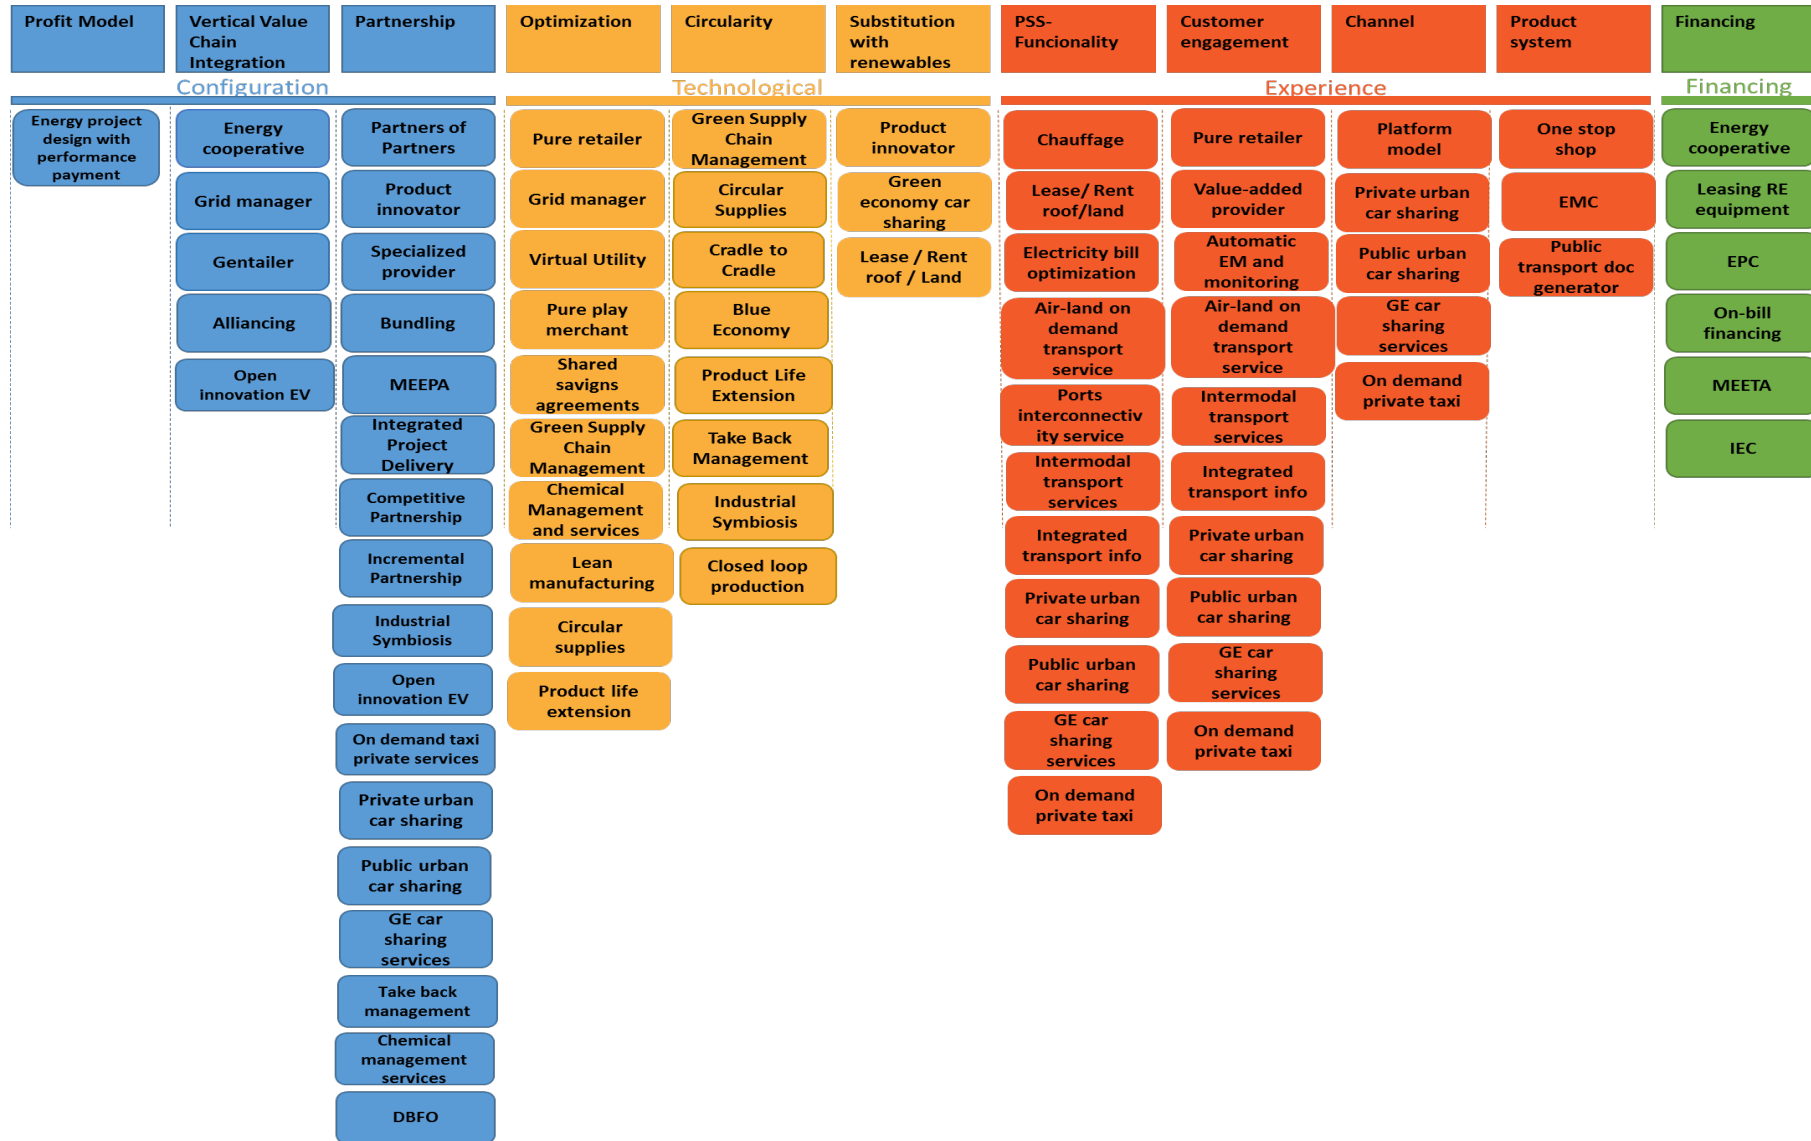 Profit Model
Vertical Value
Chain
Integration
Partnership
Optimization
Circularity
Substitution
with
renewables
PSS-
Funcionality
Customer
engagement
Channel
Product
system
Financing
Configuration
Technological
Experience
Financing
Energy project
design with
performance
payment
Energy
cooperative
Grid manager
Gentailer
Alliancing
Open
innovation EV
Partners of
Partners
Product
innovator
Specialized
provider
Bundling
MEEPA
Integrated
Project
Delivery
Competitive
Partnership
Incremental
Partnership
Industrial
Symbiosis
Open
innovation EV
On demand taxi
private services
Private urban
car sharing
Public urban
car sharing
GE car
sharing
services
Take back
management
Chemical
management
services
DBFO
Pure retailer
Grid manager
Virtual Utility
Pure play
merchant
Shared
savigns
agreements
Green Supply
Chain
Management
Chemical
Management
and services
Lean
manufacturing
Circular
supplies
Product life
extension
Green Supply
Chain
Management
Circular
Supplies
Cradle to
Cradle
Blue
Economy
Product Life
Extension
Take Back
Management
Industrial
Symbiosis
Closed loop
production
Product
innovator
Green
economy car
sharing
Lease / Rent
roof / Land
Chauffage
Lease/ Rent
roof/land
Electricity bill
optimization
Air-land on
demand
transport
service
Ports
interconnectiv
ity service
Intermodal
transport
services
Integrated
transport info
Private urban
car sharing
Public urban
car sharing
GE car
sharing
services
On demand
private taxi
Pure retailer
Value-added
provider
Automatic
EM and
monitoring
Air-land on
demand
transport
service
Intermodal
transport
services
Integrated
transport info
Private urban
car sharing
Public urban
car sharing
GE car
sharing
services
On demand
private taxi
Platform
model
Private urban
car sharing
Public urban
car sharing
GE car
sharing
services
On demand
private taxi
One stop
shop
EMC
Public
transport doc
generator
Energy
cooperative
Leasing RE
equipment
EPC
On-bill
financing
MEETA
IEC